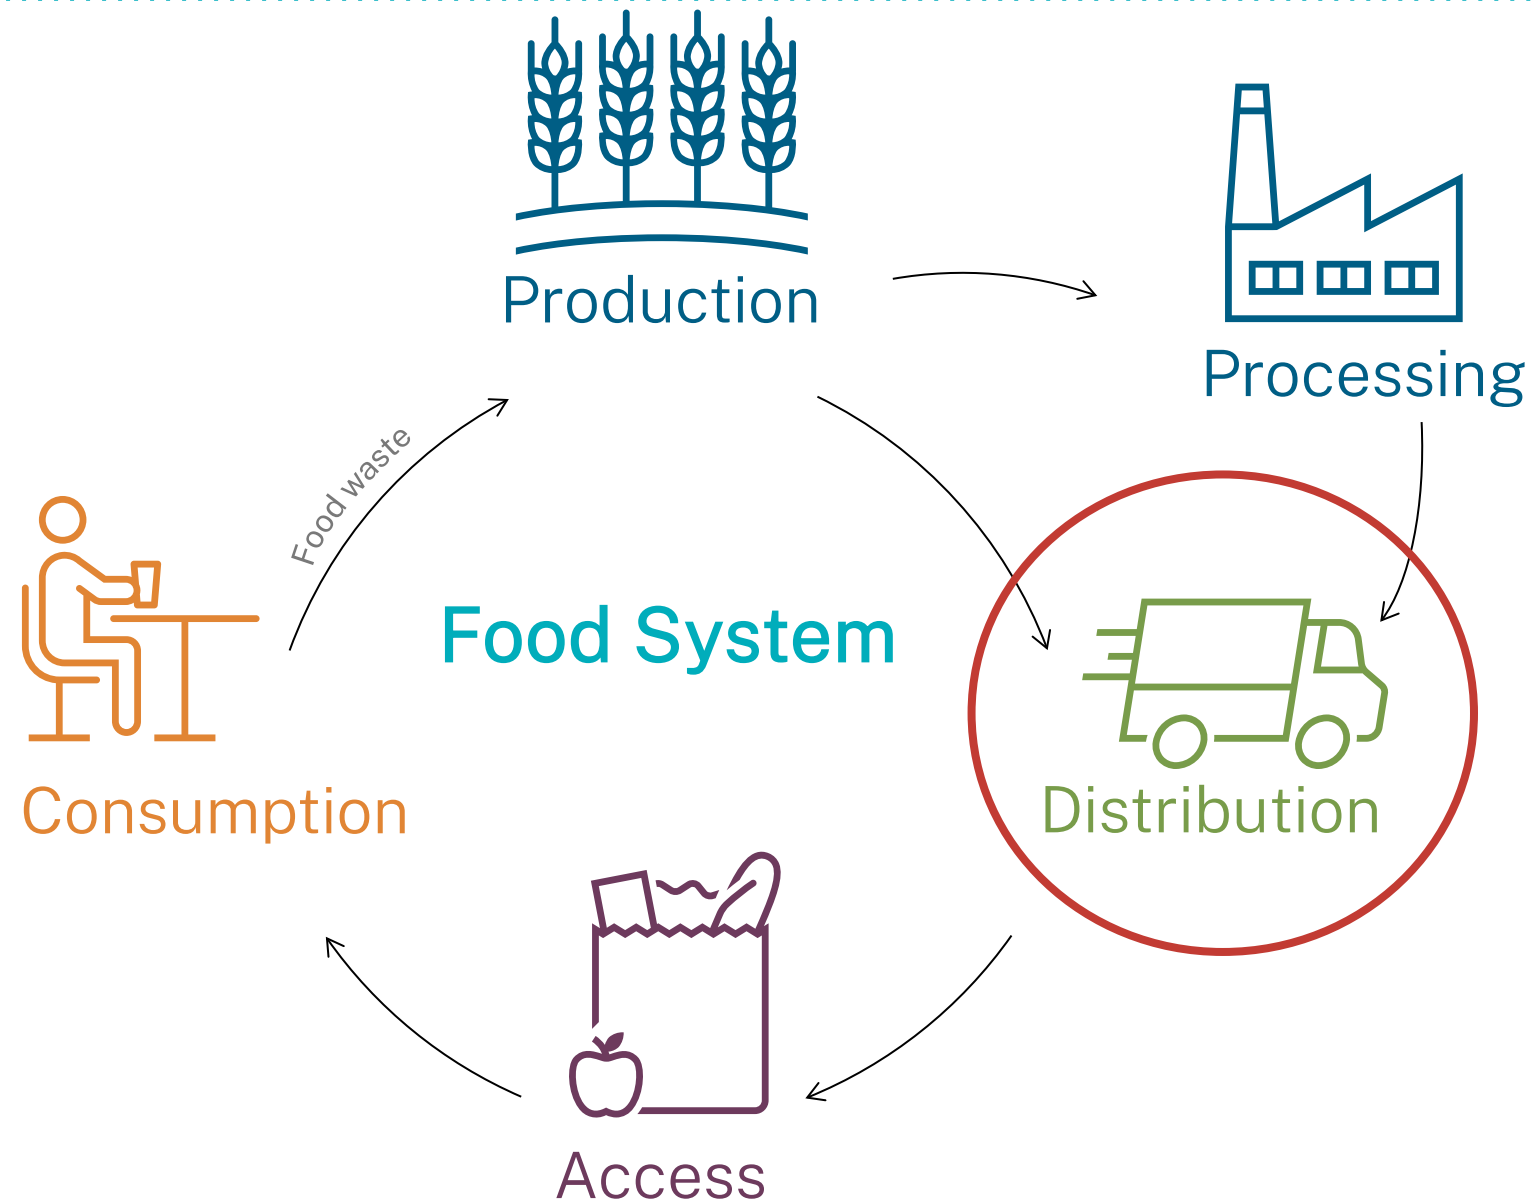 Production
Processing
Food waste
Food System
Consumption
Distribution
Access